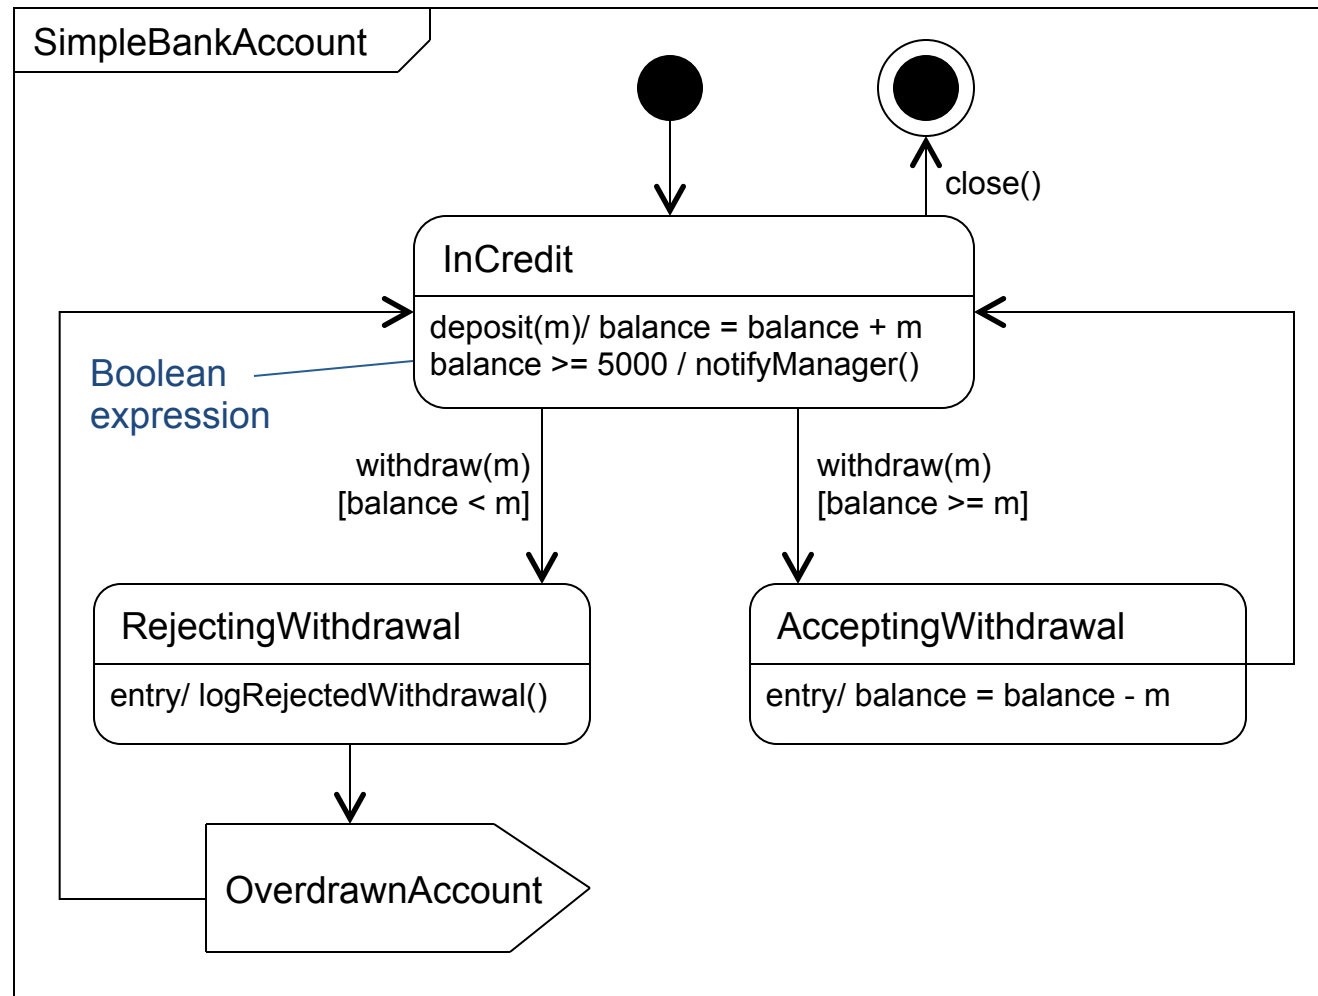 SimpleBankAccount
close()
InCredit
deposit(m)/ balance = balance + m
balance >= 5000 / notifyManager()
Boolean
expression
withdraw(m)
[balance < m]
withdraw(m)
[balance >= m]
RejectingWithdrawal
entry/ logRejectedWithdrawal()
AcceptingWithdrawal
entry/ balance = balance - m
OverdrawnAccount